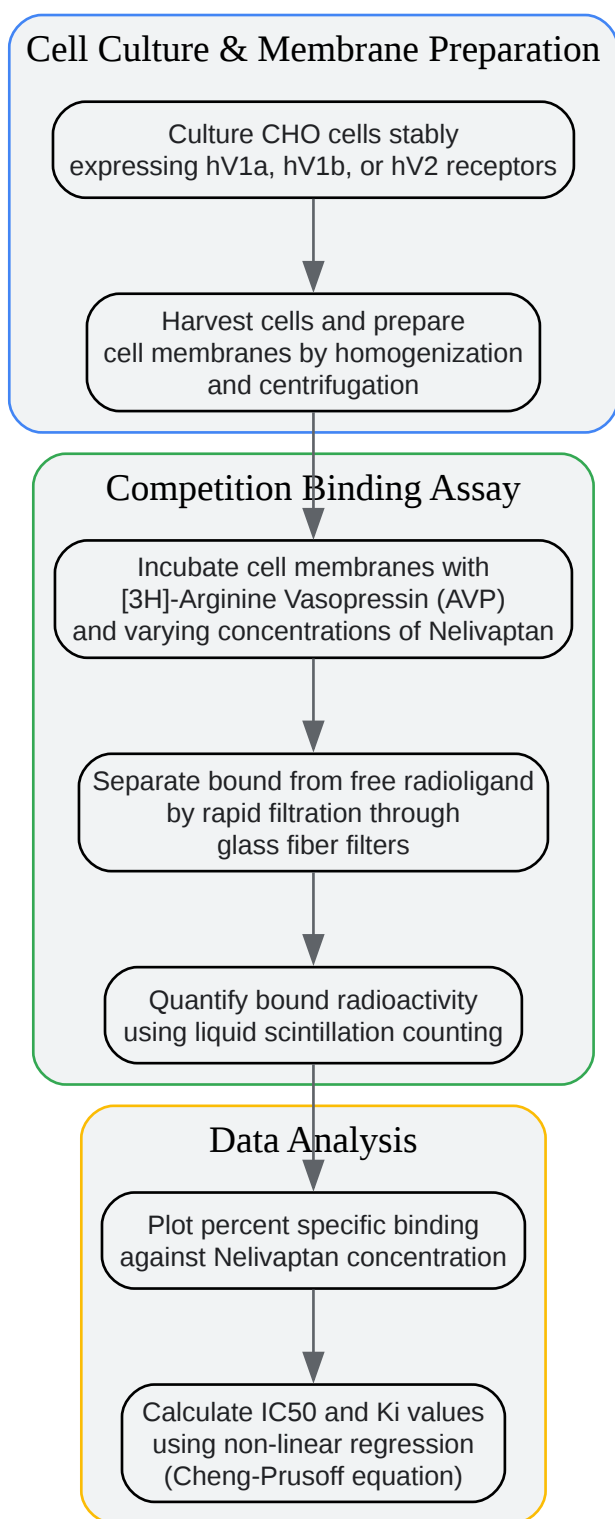 Cell Culture & Membrane Preparation
Culture CHO cells stably
expressing hV1a, hV1b, or hV2 receptors
Harvest cells and prepare
cell membranes by homogenization
and centrifugation
Competition Binding Assay
Incubate cell membranes with
[3H]-Arginine Vasopressin (AVP)
and varying concentrations of Nelivaptan
Separate bound from free radioligand
by rapid filtration through
glass fiber filters
Quantify bound radioactivity
using liquid scintillation counting
Data Analysis
Plot percent specific binding
against Nelivaptan concentration
Calculate IC50 and Ki values
using non-linear regression
(Cheng-Prusoff equation)